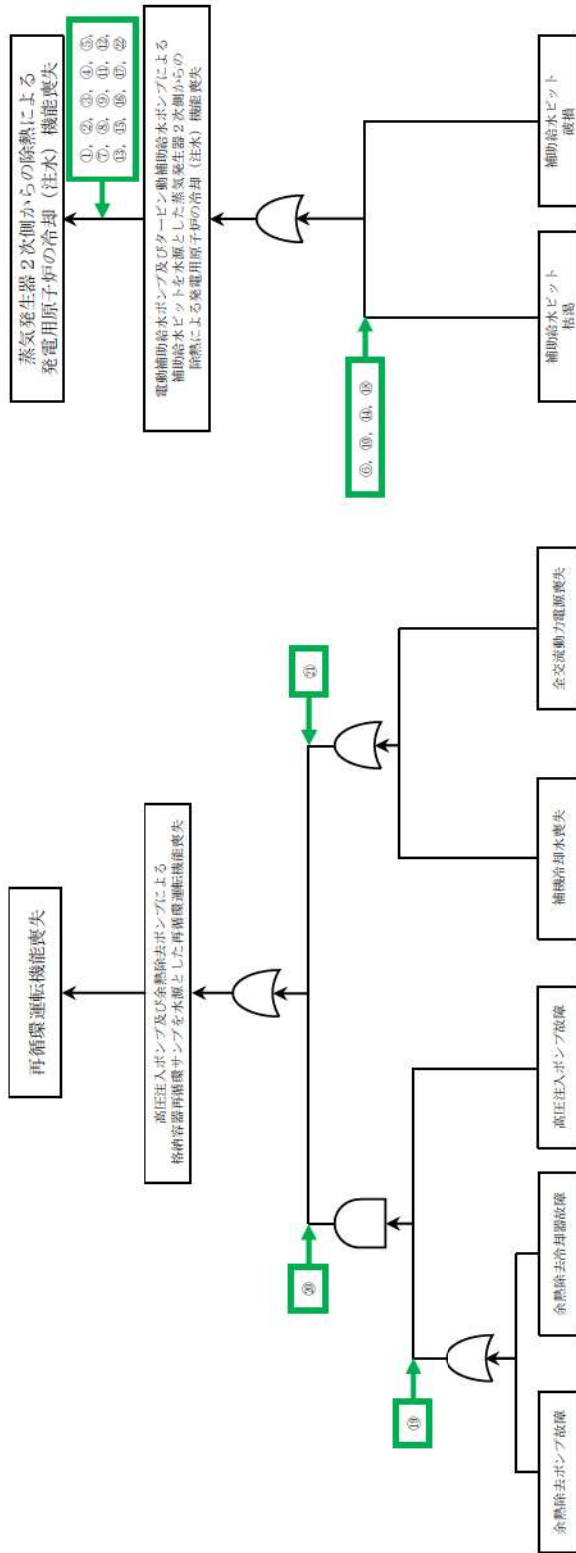 再循環運転機能喪失
高圧注入ポンプ及び余熱除去ポンプによる
格納容器再循環サンプを水源とした再循環運転機能喪失
⑳
㉑
⑲
余熱除去ポンプ故障
余熱除去冷却器故障
高圧注入ポンプ故障
補機冷却水喪失
全交流動力電源喪失
蒸気発生器2次側からの除熱による
発電用原子炉の冷却（注水）機能喪失
①，②，③，④，⑤，
⑦，⑧，⑨，⑪，⑫，
⑬，⑮，⑯，⑰，㉒
電動補助給水ポンプ及びタービン動補助給水ポンプによる
補助給水ピットを水源とした蒸気発生器2次側からの
除熱による発電用原子炉の冷却（注水）機能喪失
⑥，⑩，⑭，⑱
補助給水ピット
枯渇
補助給水ピット
破損